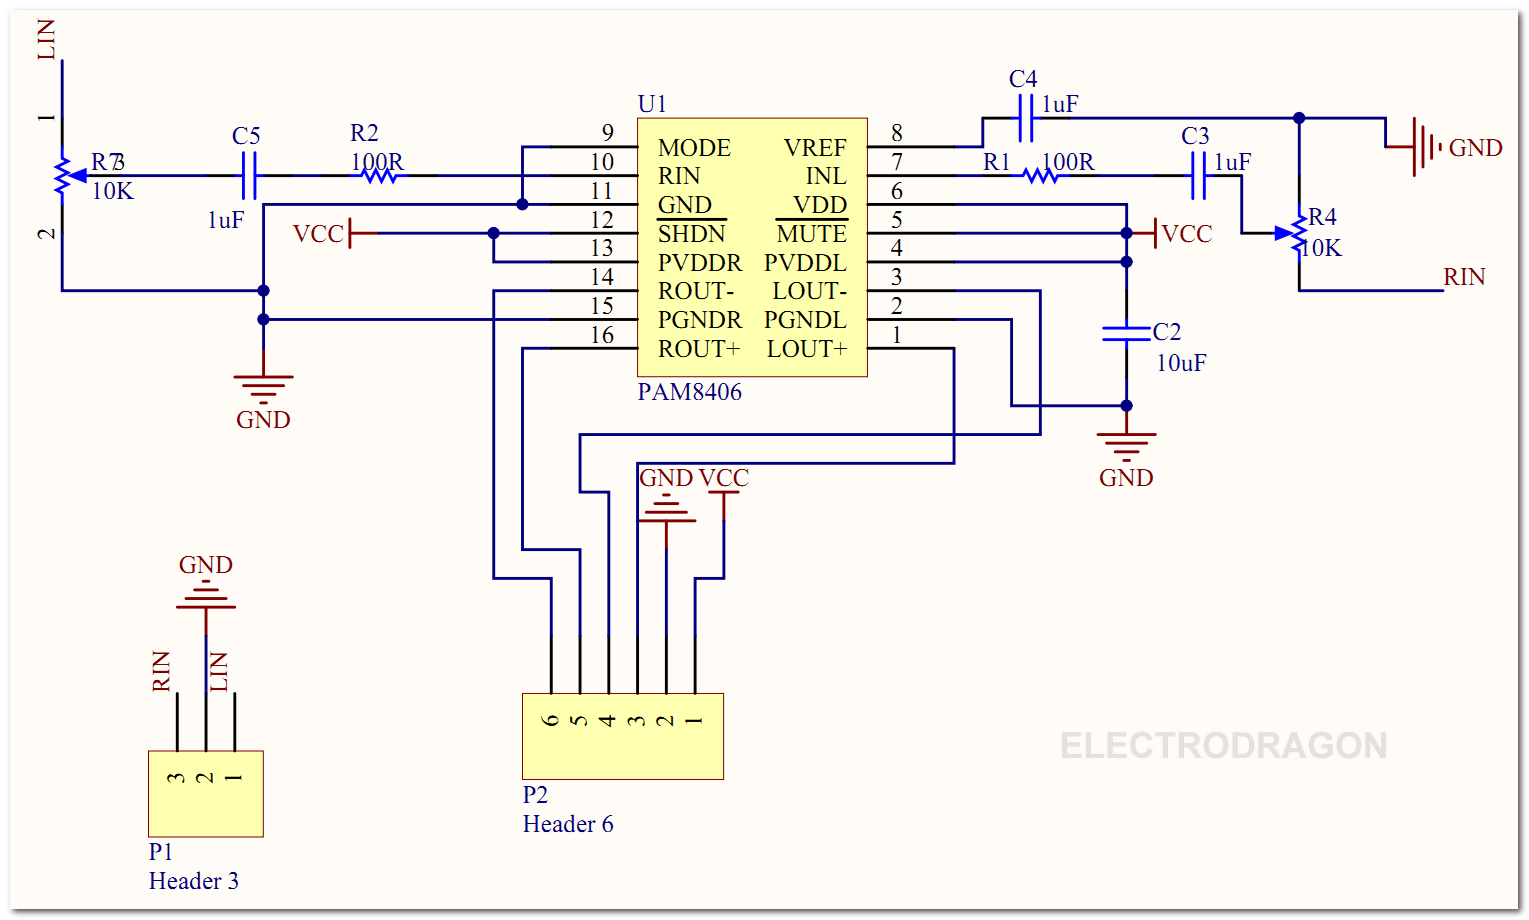 LIN
1
R7
3
10K
2
C5
1uF
R2
100R
VCC
GND
U1
9 MODE VREF 8
10 RIN INL 7
11 GND VDD 6
12 SHDN MUTE 5
13 PVDDR PVDDL 4
14 ROUT- LOUT- 3
15 PGNDR PGNDL 2
16 ROUT+ LOUT+ 1
PAM8406
C4
1uF
R1
100R
C3
1uF
GND
R4
10K
RIN
VCC
C2
10uF
GND
GND VCC
6 5 4 3 2 1
P2
Header 6
GND
RIN
LIN
3 2 1
P1
Header 3
ELECTRODRAGON